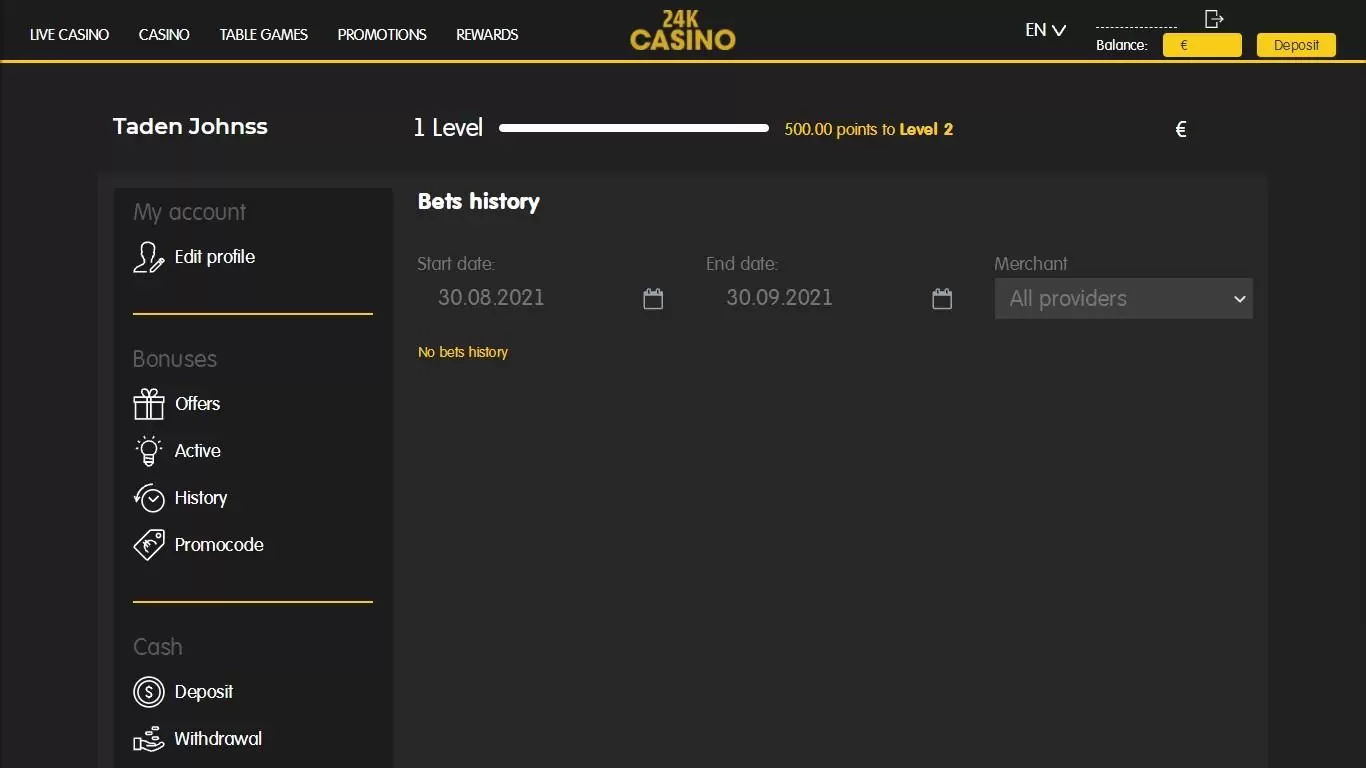 LIVE CASINO CASINO TABLE GAMES PROMOTIONS REWARDS
24K
CASINO
EN
Balance: € Deposit
Taden Johnss
1 Level
500.00 points to Level 2
€
My account
Edit profile
Bonuses
Offers
Active
History
Promocode
Cash
Deposit
Withdrawal
Bets history
Start date: End date: Merchant
30.08.2021 30.09.2021 All providers
No bets history